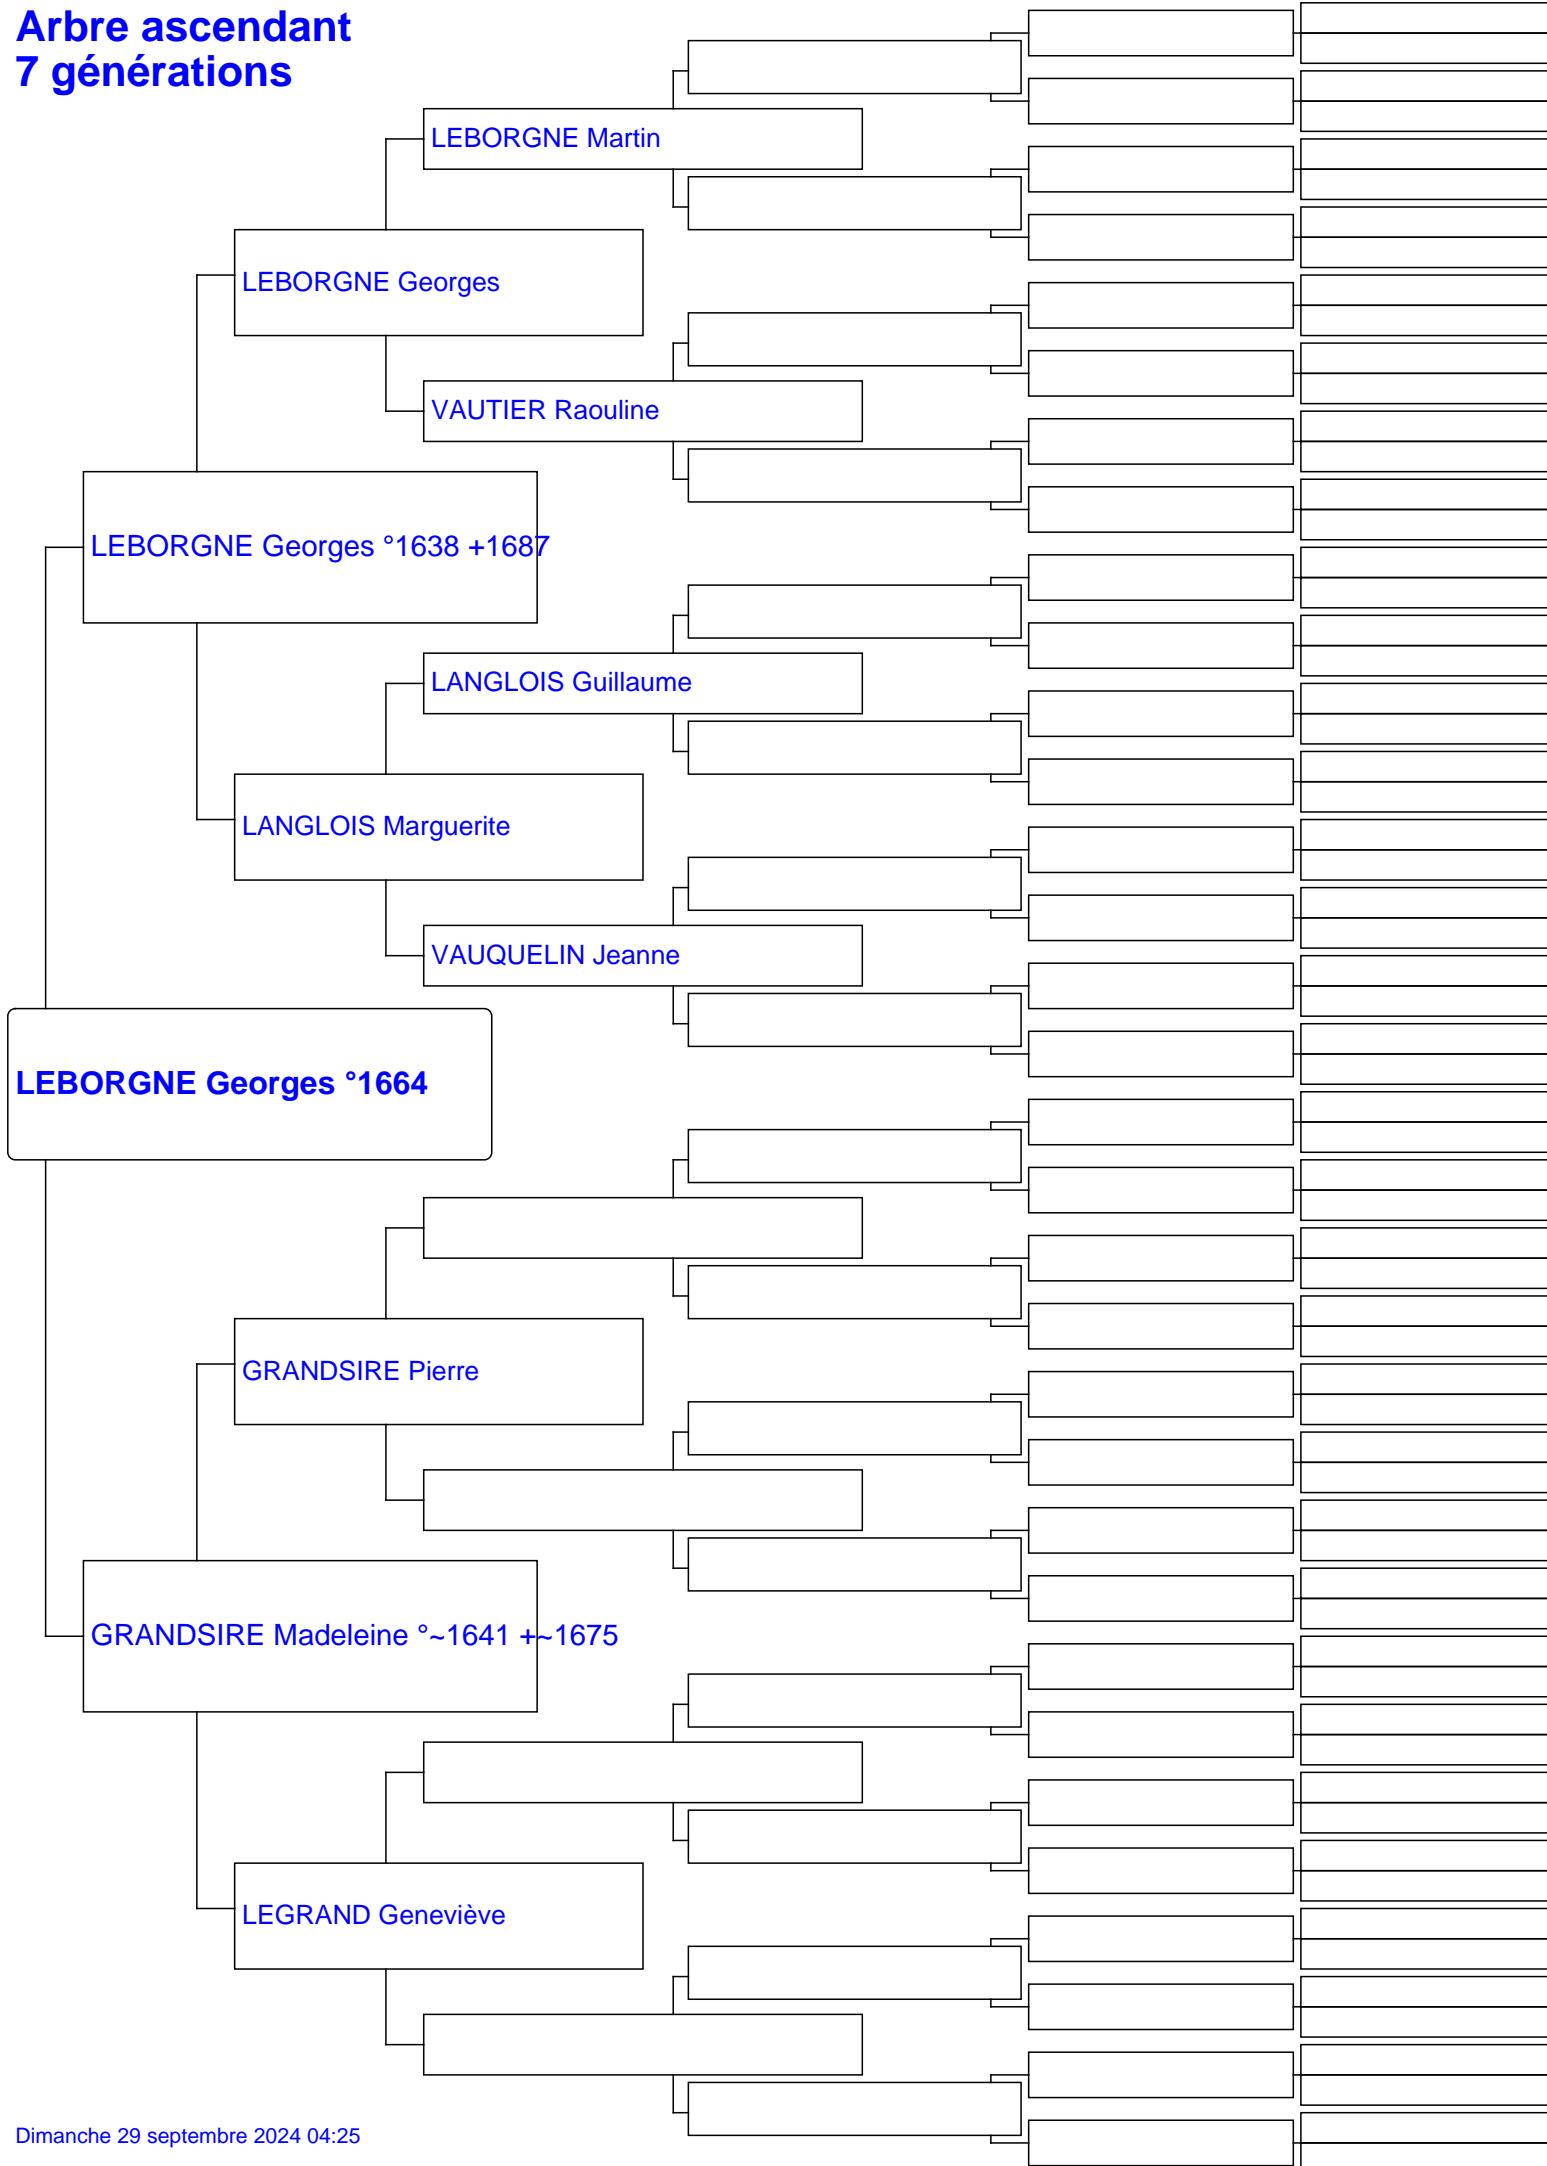 Arbre ascendant
7 générations
LEBORGNE Martin
LEBORGNE Georges
VAUTIER Raouline
LEBORGNE Georges °1638 +1687
LANGLOIS Guillaume
LANGLOIS Marguerite
VAUQUELIN Jeanne
LEBORGNE Georges °1664
GRANDSIRE Pierre
GRANDSIRE Madeleine °~1641 +~1675
LEGRAND Geneviève
Dimanche 29 septembre 2024 04:25